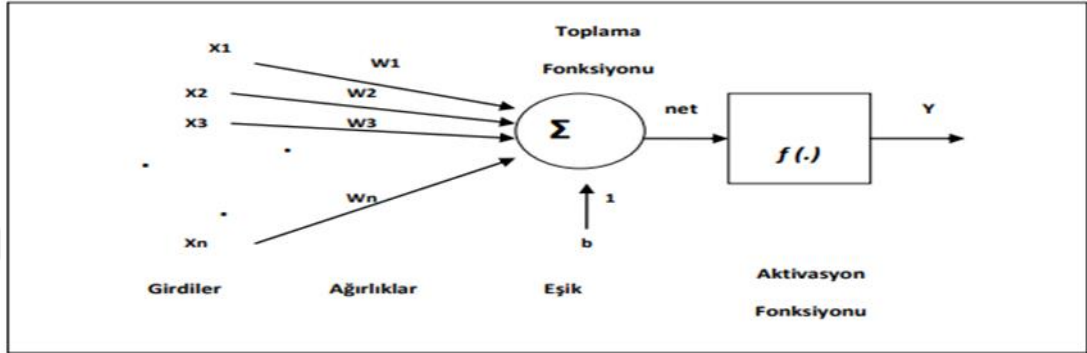 Toplama
Fonksiyonu
X1
W1
X2
W2
X3
W3
Σ
net
f (.)
Y
Wn
1
Xn
b
Girdiler
Ağırlıklar
Eşik
Aktivasyon
Fonksiyonu